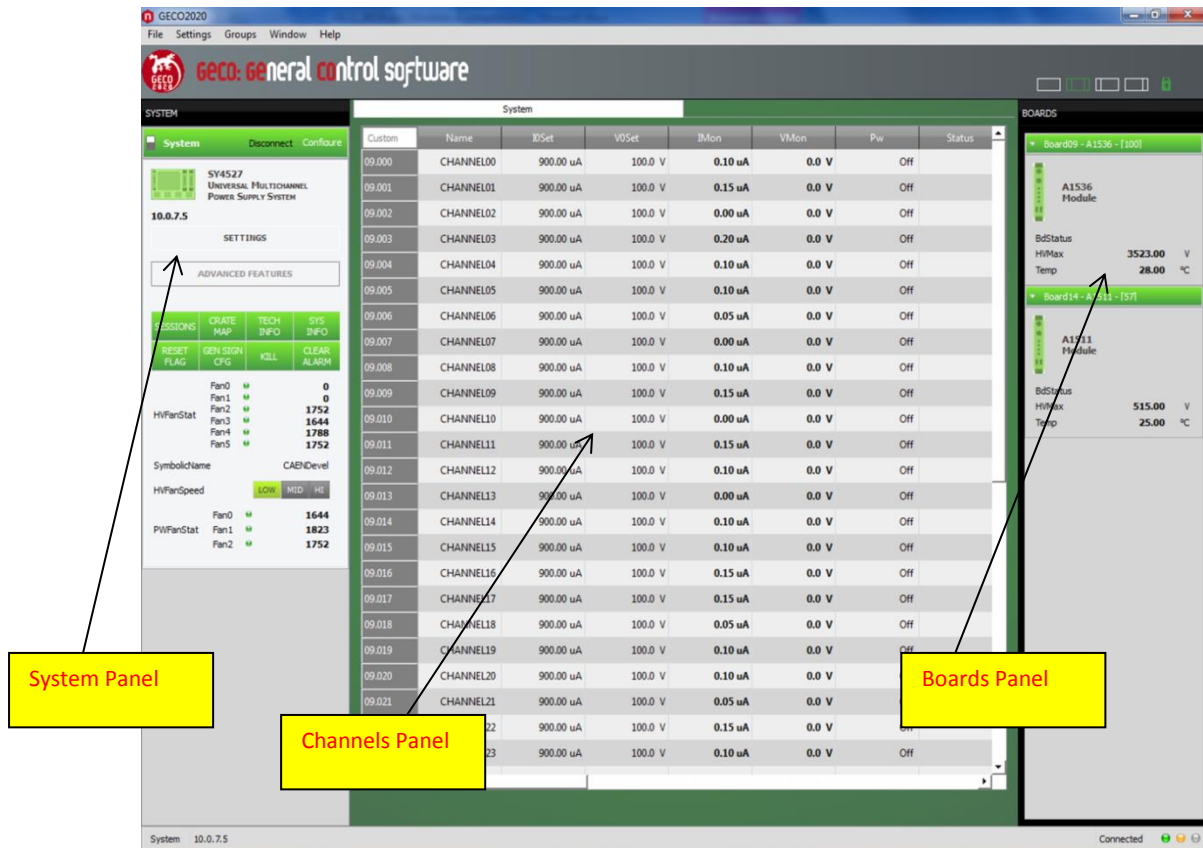 GECO2020
File Settings Groups Window Help
GECO 2020
GECO: GEneral COntrol software
SYSTEM
System Disconnect Configure
SY4527
UNIVERSAL MULTICHANNEL
POWER SUPPLY SYSTEM
10.0.7.5
SETTINGS
ADVANCED FEATURES
SESSIONS CRATE MAP TECH INFO SYS INFO
RESET FLAG GEN SIGN CFG KILL CLEAR ALARM
HVFanStat
Fan0 0
Fan1 0
Fan2 1752
Fan3 1644
Fan4 1788
Fan5 1752
SymbolicName CAENDevel
HVFanSpeed LOW MID HI
PWFanStat
Fan0 1644
Fan1 1823
Fan2 1752
System
Custom Name I0Set V0Set IMon VMon Pw Status
09.000 CHANNEL00 900.00 uA 100.0 V 0.10 uA 0.0 V Off
09.001 CHANNEL01 900.00 uA 100.0 V 0.15 uA 0.0 V Off
09.002 CHANNEL02 900.00 uA 100.0 V 0.00 uA 0.0 V Off
09.003 CHANNEL03 900.00 uA 100.0 V 0.20 uA 0.0 V Off
09.004 CHANNEL04 900.00 uA 100.0 V 0.10 uA 0.0 V Off
09.005 CHANNEL05 900.00 uA 100.0 V 0.10 uA 0.0 V Off
09.006 CHANNEL06 900.00 uA 100.0 V 0.05 uA 0.0 V Off
09.007 CHANNEL07 900.00 uA 100.0 V 0.00 uA 0.0 V Off
09.008 CHANNEL08 900.00 uA 100.0 V 0.10 uA 0.0 V Off
09.009 CHANNEL09 900.00 uA 100.0 V 0.15 uA 0.0 V Off
09.010 CHANNEL10 900.00 uA 100.0 V 0.00 uA 0.0 V Off
09.011 CHANNEL11 900.00 uA 100.0 V 0.15 uA 0.0 V Off
09.012 CHANNEL12 900.00 uA 100.0 V 0.10 uA 0.0 V Off
09.013 CHANNEL13 900.00 uA 100.0 V 0.00 uA 0.0 V Off
09.014 CHANNEL14 900.00 uA 100.0 V 0.10 uA 0.0 V Off
09.015 CHANNEL15 900.00 uA 100.0 V 0.10 uA 0.0 V Off
09.016 CHANNEL16 900.00 uA 100.0 V 0.15 uA 0.0 V Off
09.017 CHANNEL17 900.00 uA 100.0 V 0.15 uA 0.0 V Off
09.018 CHANNEL18 900.00 uA 100.0 V 0.05 uA 0.0 V Off
09.019 CHANNEL19 900.00 uA 100.0 V 0.10 uA 0.0 V Off
09.020 CHANNEL20 900.00 uA 100.0 V 0.10 uA 0.0 V
09.021 CHANNEL21 900.00 uA 100.0 V 0.05 uA 0.0 V
22 900.00 uA 100.0 V 0.15 uA 0.0 V Off
23 900.00 uA 100.0 V 0.10 uA 0.0 V Off
BOARDS
Board09 - A1536 - [100]
A1536
Module
BdStatus
HVMax 3523.00 V
Temp 28.00 °C
Board14 - A1511 - [57]
A1511
Module
BdStatus
HVMax 515.00 V
Temp 25.00 °C
System Panel
Channels Panel
Boards Panel
System 10.0.7.5
Connected